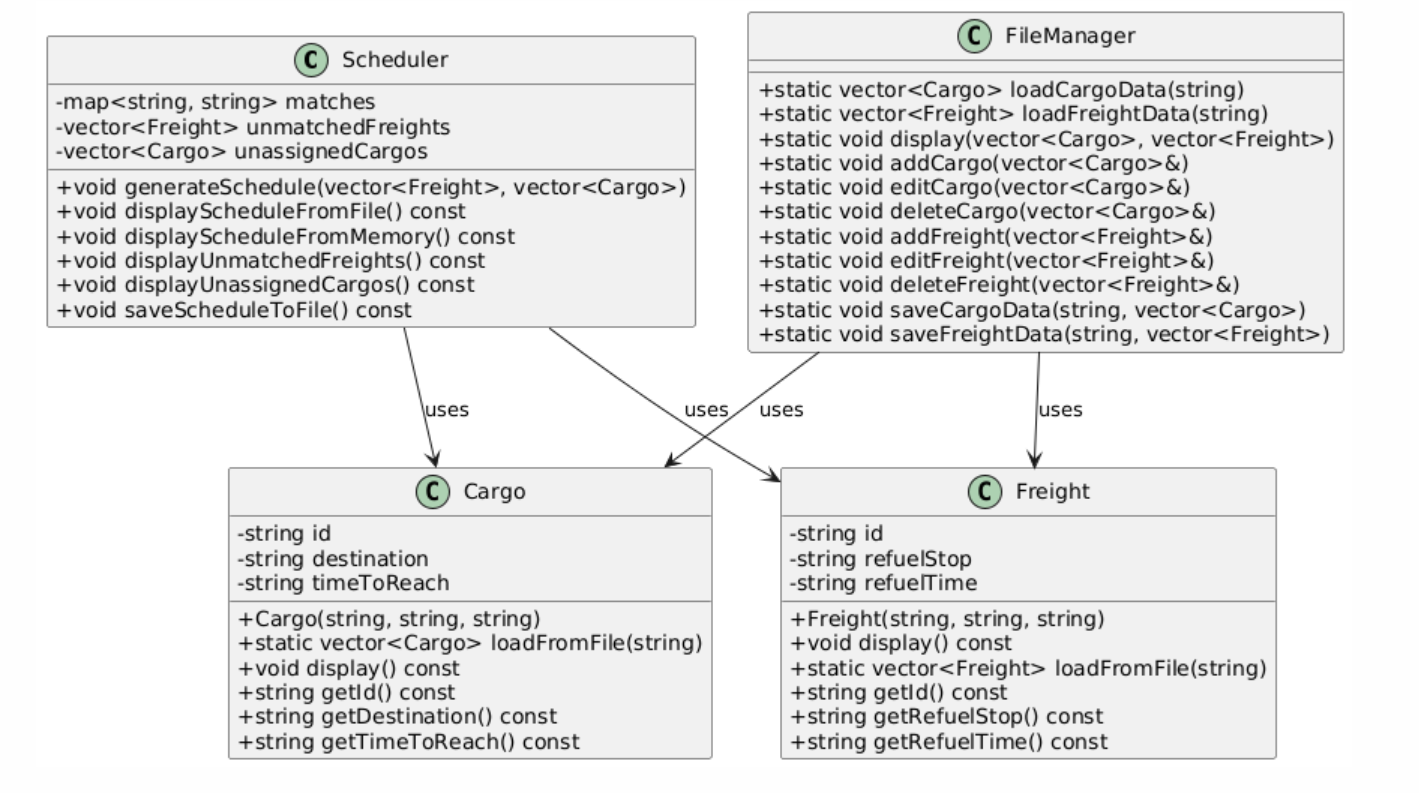 C Scheduler
-map<string, string> matches
-vector<Freight> unmatchedFreights
-vector<Cargo> unassignedCargos
+void generateSchedule(vector<Freight>, vector<Cargo>)
+void displayScheduleFromFile() const
+void displayScheduleFromMemory() const
+void displayUnmatchedFreights() const
+void displayUnassignedCargos() const
+void saveScheduleToFile() const
C FileManager
+static vector<Cargo> loadCargoData(string)
+static vector<Freight> loadFreightData(string)
+static void display(vector<Cargo>, vector<Freight>)
+static void addCargo(vector<Cargo>&)
+static void editCargo(vector<Cargo>&)
+static void deleteCargo(vector<Cargo>&)
+static void addFreight(vector<Freight>&)
+static void editFreight(vector<Freight>&)
+static void deleteFreight(vector<Freight>&)
+static void saveCargoData(string, vector<Cargo>)
+static void saveFreightData(string, vector<Freight>)
uses
uses
uses
uses
C Cargo
-string id
-string destination
-string timeToReach
+Cargo(string, string, string)
+static vector<Cargo> loadFromFile(string)
+void display() const
+string getId() const
+string getDestination() const
+string getTimeToReach() const
C Freight
-string id
-string refuelStop
-string refuelTime
+Freight(string, string, string)
+void display() const
+static vector<Freight> loadFromFile(string)
+string getId() const
+string getRefuelStop() const
+string getRefuelTime() const